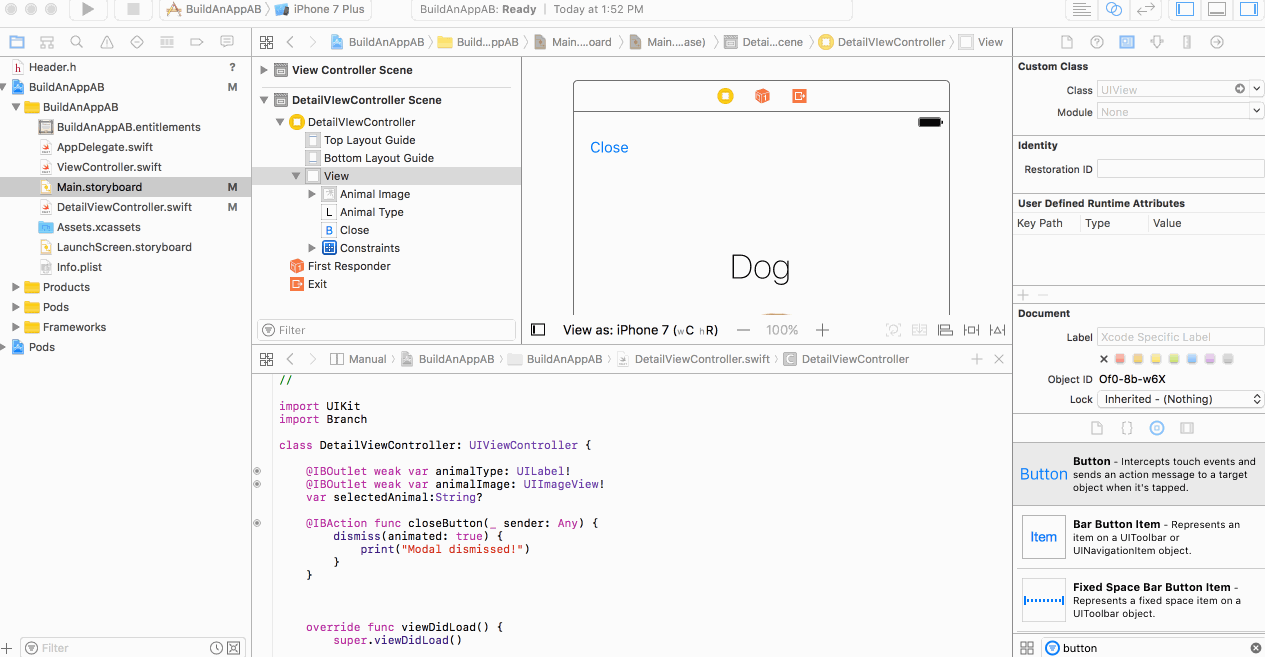 BuildAnAppAB iPhone 7 Plus
BuildAnAppAB: Ready | Today at 1:52 PM
BuildAnAppAB Build...ppAB Main....oard Main....ase) Detai...cene DetailVIewController View
Header.h ?
BuildAnAppAB M
BuildAnAppAB
BuildAnAppAB.entitlements
AppDelegate.swift
ViewController.swift
Main.storyboard M
DetailViewController.swift M
Assets.xcassets
LaunchScreen.storyboard
Info.plist
Products
Pods
Frameworks
Pods
Filter
View Controller Scene
DetailVIewController Scene
DetailVIewController
Top Layout Guide
Bottom Layout Guide
View
Animal Image
L Animal Type
B Close
Constraints
First Responder
Exit
Filter
Close
Dog
View as: iPhone 7 (wC hR) — 100% +
Manual BuildAnAppAB BuildAnAppAB DetailViewController.swift C DetailViewController
//
import UIKit
import Branch
class DetailViewController: UIViewController {
@IBOutlet weak var animalType: UILabel!
@IBOutlet weak var animalImage: UIImageView!
var selectedAnimal:String?
@IBAction func closeButton(_ sender: Any) {
dismiss(animated: true) {
print("Modal dismissed!")
}
}
override func viewDidLoad() {
super.viewDidLoad()
Custom Class
Class UIView
Module None
Identity
Restoration ID
User Defined Runtime Attributes
Key Path Type Value
Document
Label Xcode Specific Label
Object ID Of0-8b-w6X
Lock Inherited - (Nothing)
Button
Button - Intercepts touch events and
sends an action message to a target
object when it's tapped.
Item
Bar Button Item - Represents an
item on a UIToolbar or
UINavigationItem object.
Fixed Space Bar Button Item -
Represents a fixed space item on a
UIToolbar object.
button